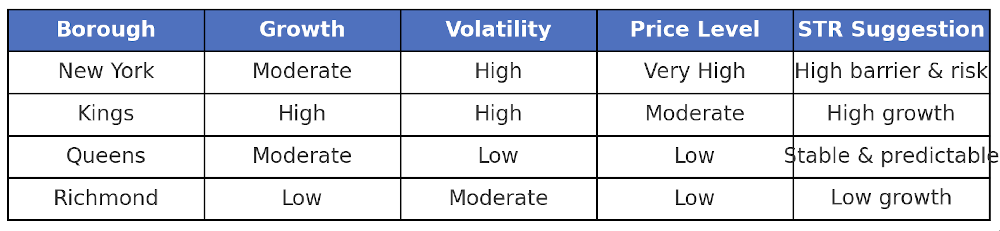 Borough Growth Volatility Price Level STR Suggestion
New York Moderate High Very High High barrier & risk
Kings High High Moderate High growth
Queens Moderate Low Low Stable & predictable
Richmond Low Moderate Low Low growth